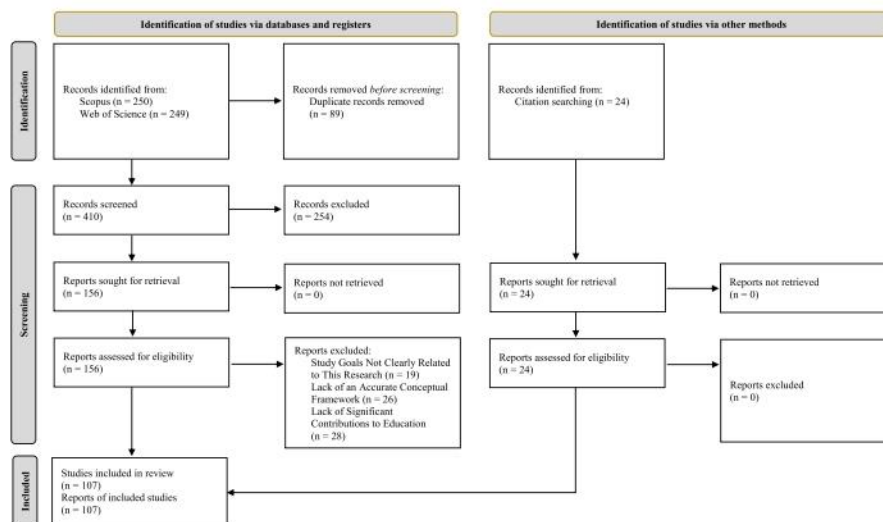 Identification of studies via databases and registers
Identification of studies via other methods
Identification
Records identified from:
Scopus (n = 250)
Web of Science (n = 249)
Records removed before screening:
Duplicate records removed
(n = 89)
Records identified from:
Citation searching (n = 24)
Screening
Records screened
(n = 410)
Records excluded
(n = 254)
Reports sought for retrieval
(n = 156)
Reports not retrieved
(n = 0)
Reports sought for retrieval
(n = 24)
Reports not retrieved
(n = 0)
Reports assessed for eligibility
(n = 156)
Reports excluded:
Study Goals Not Clearly Related
to This Research (n = 19)
Lack of an Accurate Conceptual
Framework (n = 26)
Lack of Significant
Contributions to Education
(n = 28)
Reports assessed for eligibility
(n = 24)
Reports excluded
(n = 0)
Included
Studies included in review
(n = 107)
Reports of included studies
(n = 107)